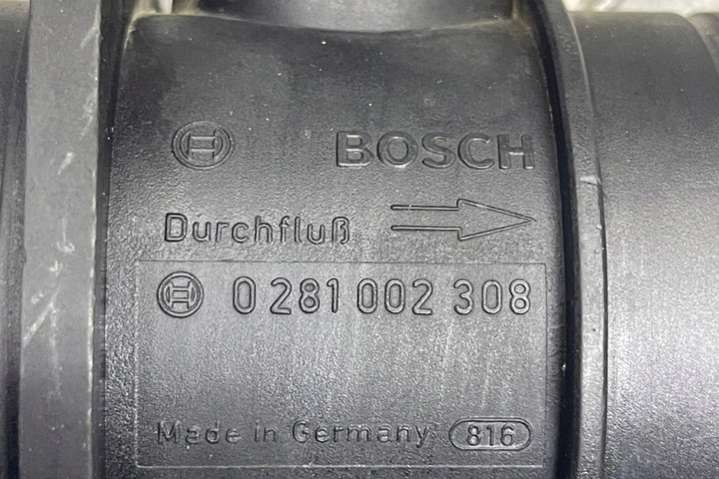 BOSCH
Durchfluß
0 281 002 308
Made in Germany 816